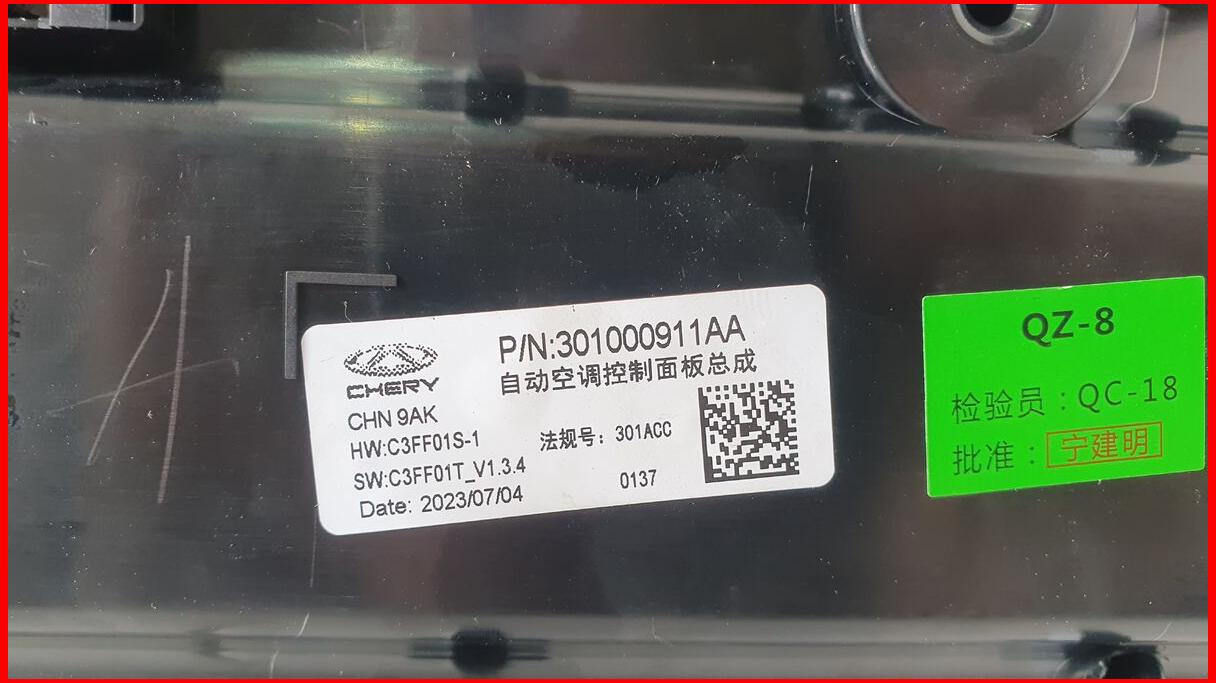 CHERY
P/N:301000911AA
自动空调控制面板总成
CHN 9AK
HW:C3FF01S-1
法规号：301ACC
SW:C3FF01T_V1.3.4
0137
Date: 2023/07/04
QZ-8
检验员：QC-18
批准：宁建明